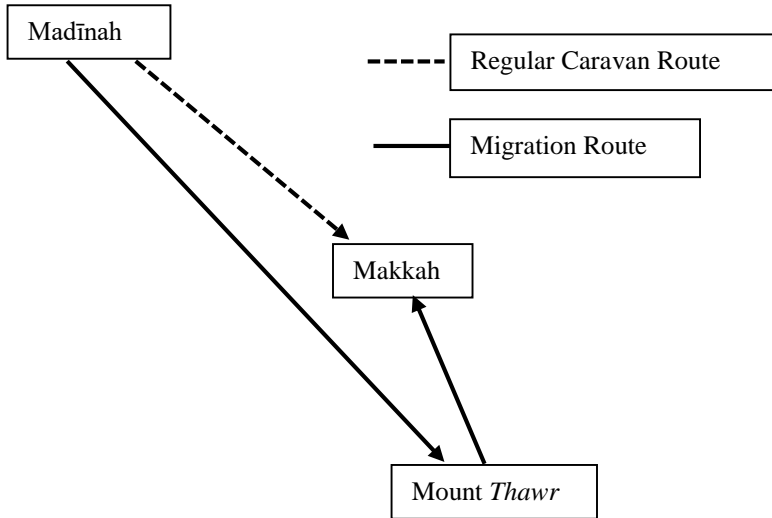 Madīnah
Regular Caravan Route
Migration Route
Makkah
Mount Thawr